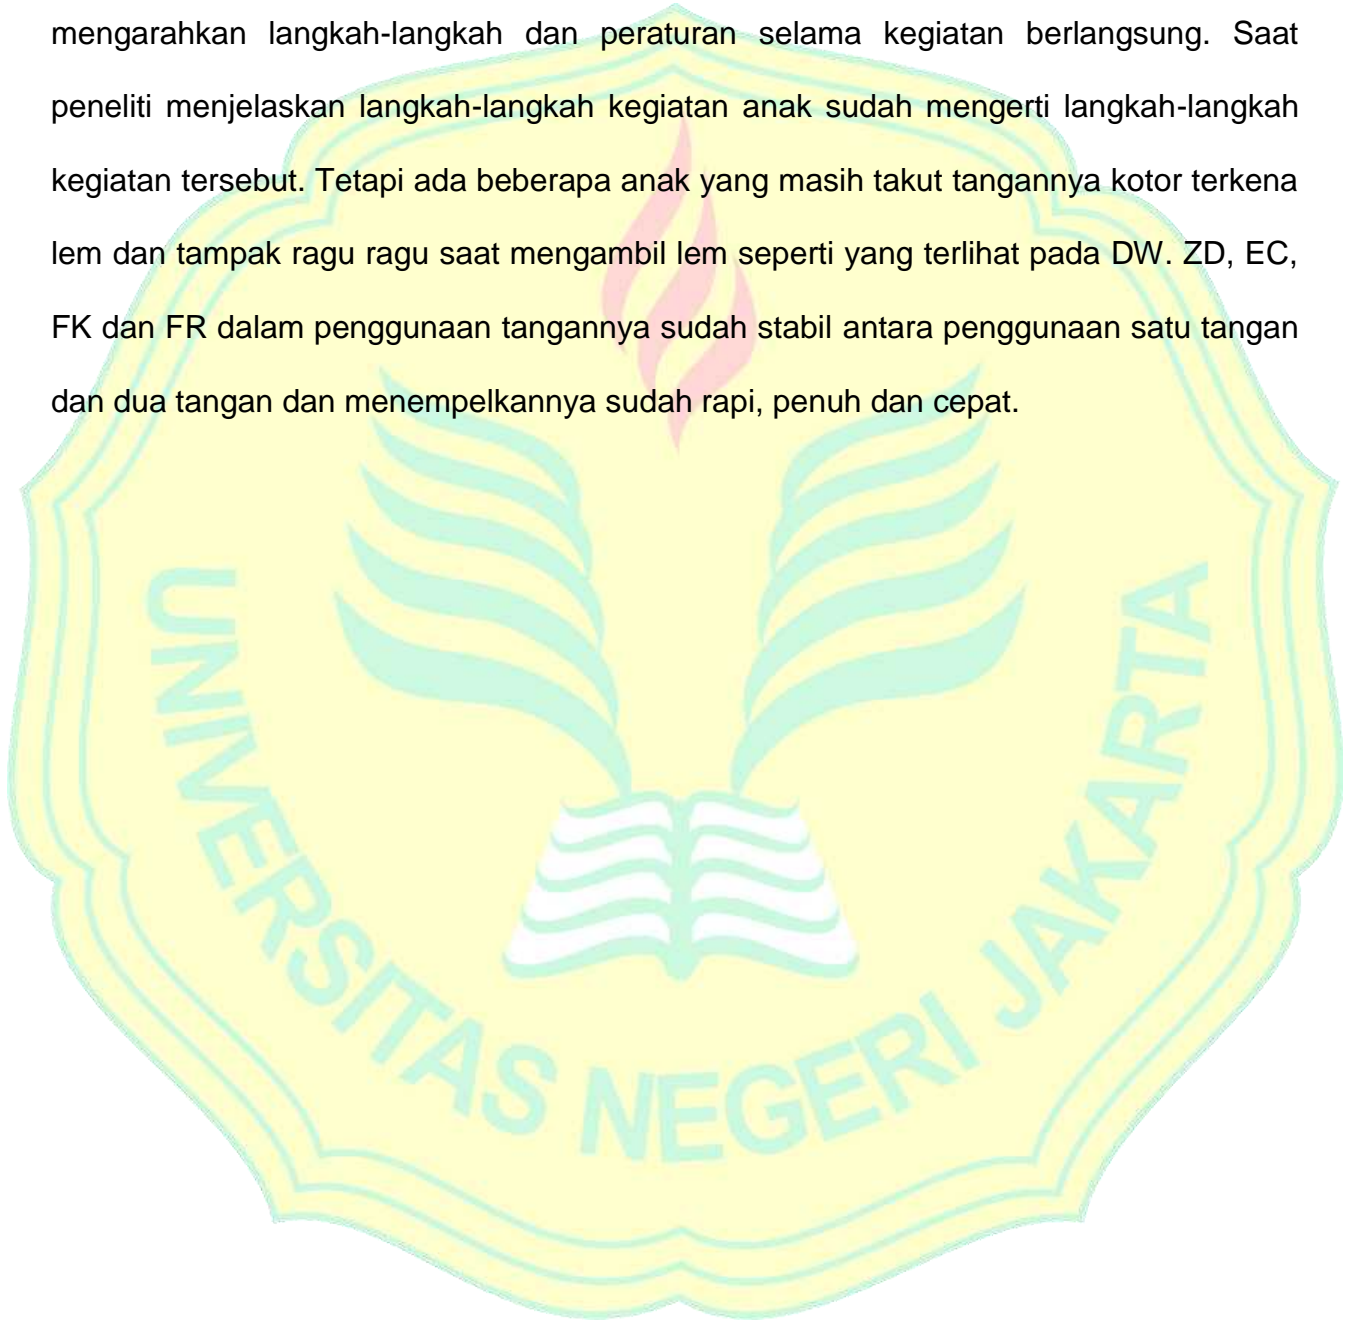 mengarahkan langkah-langkah dan peraturan selama kegiatan berlangsung. Saat
peneliti menjelaskan langkah-langkah kegiatan anak sudah mengerti langkah-langkah
kegiatan tersebut. Tetapi ada beberapa anak yang masih takut tangannya kotor terkena
lem dan tampak ragu ragu saat mengambil lem seperti yang terlihat pada DW. ZD, EC,
FK dan FR dalam penggunaan tangannya sudah stabil antara penggunaan satu tangan
dan dua tangan dan menempelkannya sudah rapi, penuh dan cepat.
UNIVERSITAS NEGERI JAKARTA